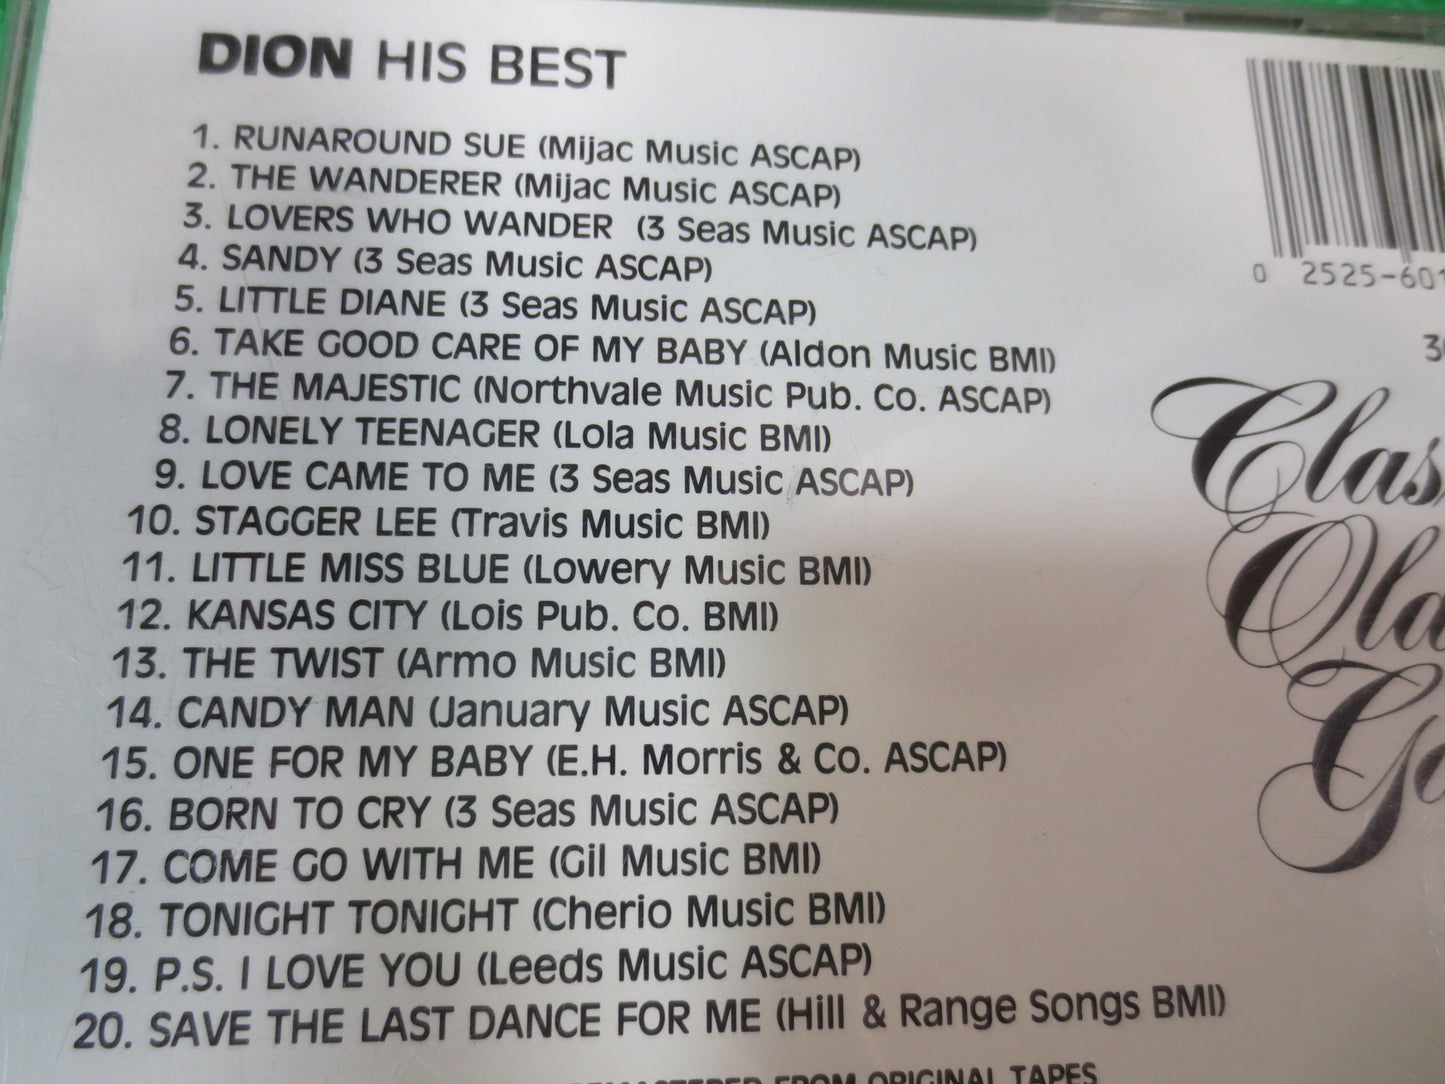 DION HIS BEST
1. RUNAROUND SUE (Mijac Music ASCAP)
2. THE WANDERER (Mijac Music ASCAP)
3. LOVERS WHO WANDER (3 Seas Music ASCAP)
4. SANDY (3 Seas Music ASCAP)
5. LITTLE DIANE (3 Seas Music ASCAP)
6. TAKE GOOD CARE OF MY BABY (Aldon Music BMI)
7. THE MAJESTIC (Northvale Music Pub. Co. ASCAP)
8. LONELY TEENAGER (Lola Music BMI)
9. LOVE CAME TO ME (3 Seas Music ASCAP)
10. STAGGER LEE (Travis Music BMI)
11. LITTLE MISS BLUE (Lowery Music BMI)
12. KANSAS CITY (Lois Pub. Co. BMI)
13. THE TWIST (Armo Music BMI)
14. CANDY MAN (January Music ASCAP)
15. ONE FOR MY BABY (E.H. Morris & Co. ASCAP)
16. BORN TO CRY (3 Seas Music ASCAP)
17. COME GO WITH ME (Gil Music BMI)
18. TONIGHT TONIGHT (Cherio Music BMI)
19. P.S. I LOVE YOU (Leeds Music ASCAP)
20. SAVE THE LAST DANCE FOR ME (Hill & Range Songs BMI)
FROM ORIGINAL TAPES
0 2525-601